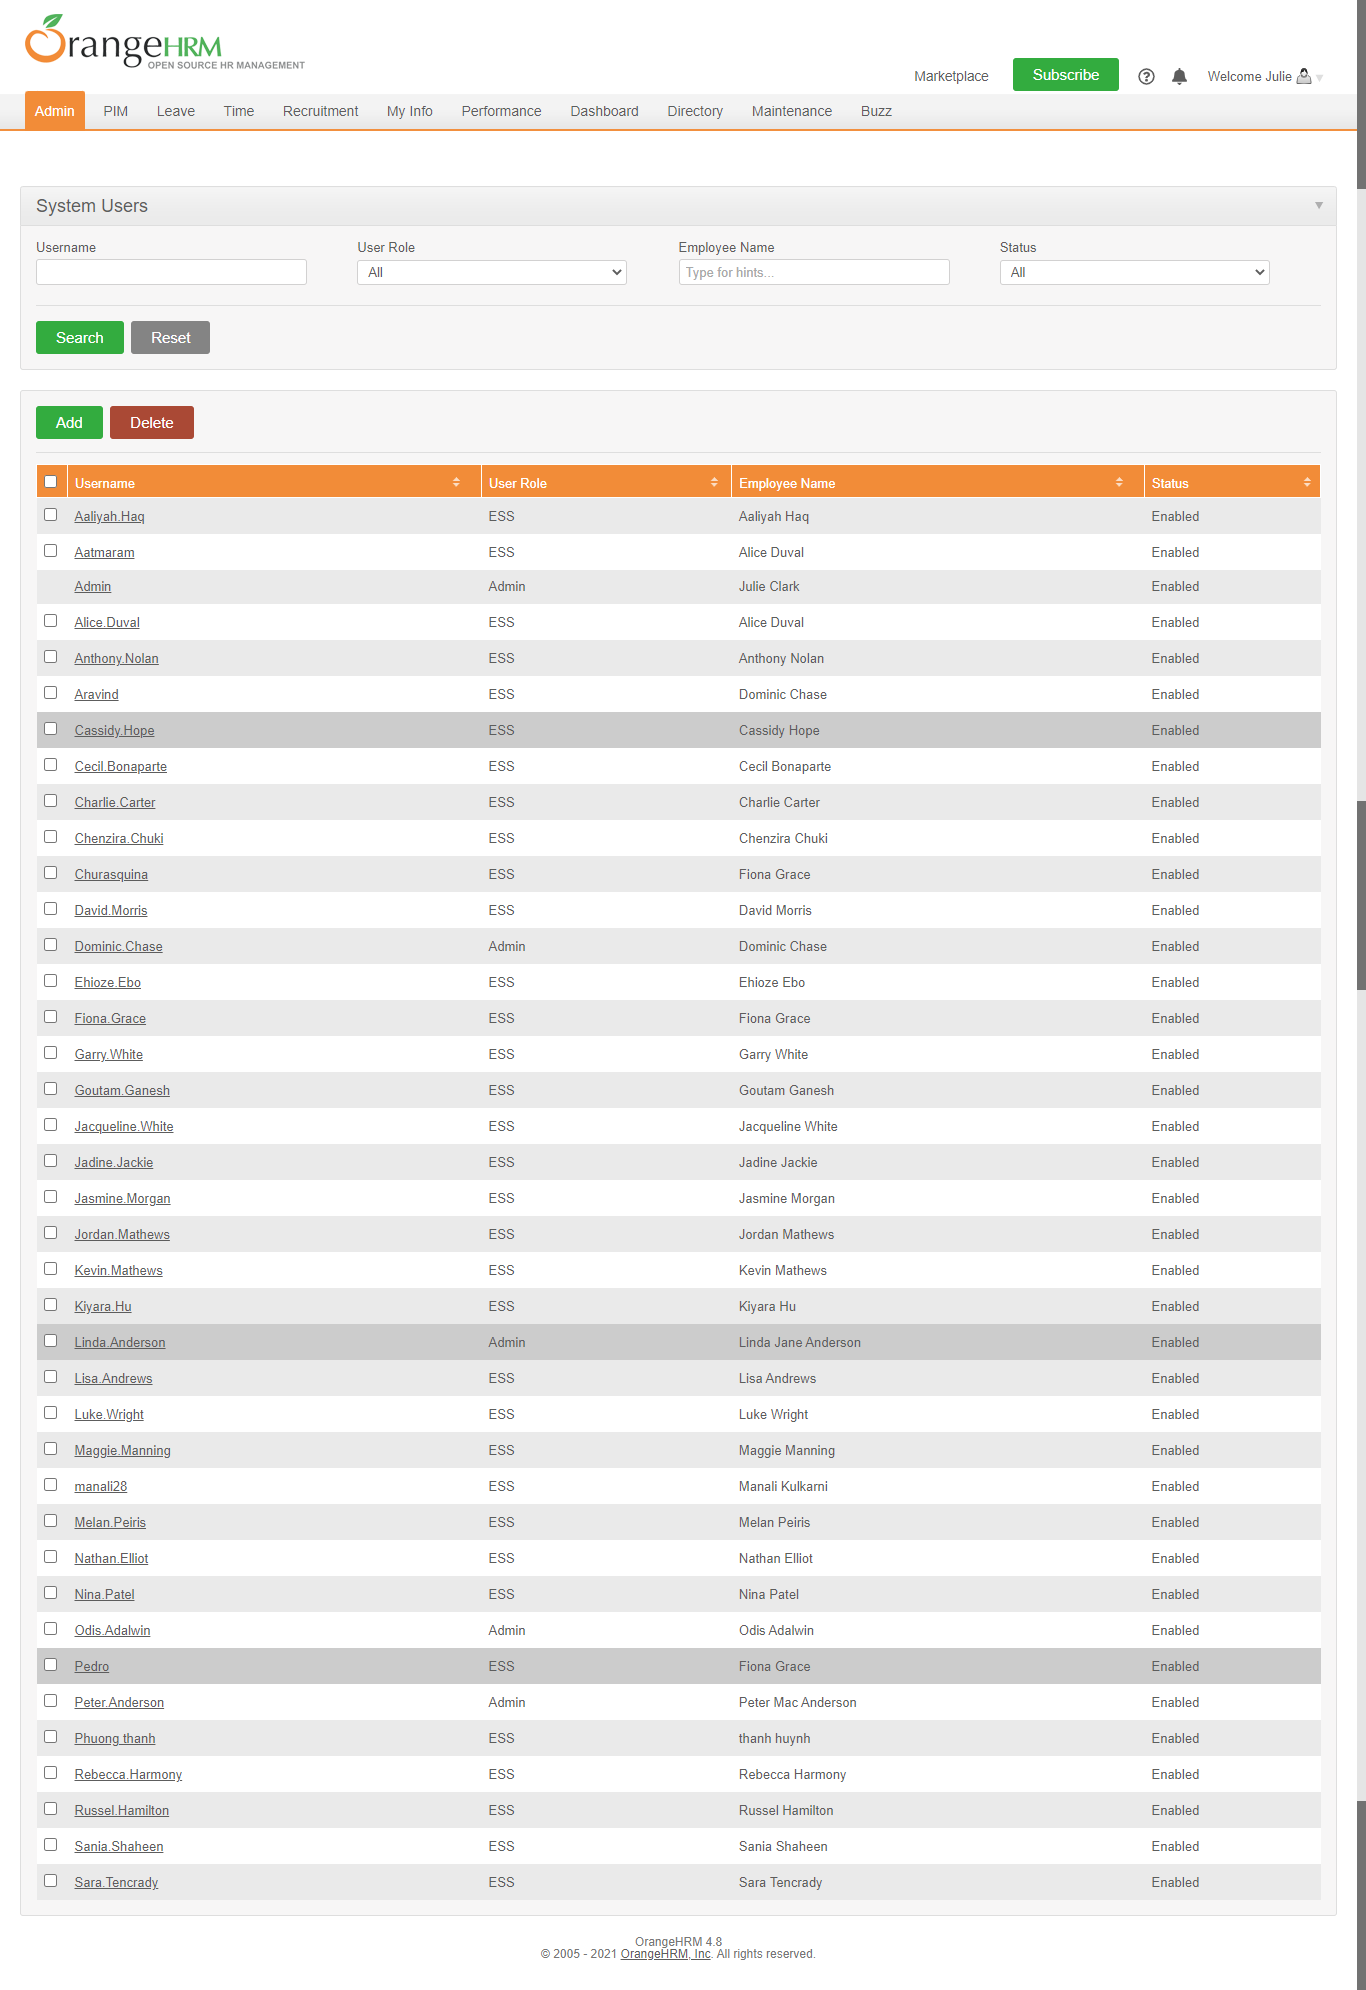 OrangeHRM
OPEN SOURCE HR MANAGEMENT
Marketplace Subscribe Welcome Julie
Admin PIM Leave Time Recruitment My Info Performance Dashboard Directory Maintenance Buzz
System Users
Username User Role Employee Name Status
All Type for hints... All
Search Reset
Add Delete
Username User Role Employee Name Status
Aaliyah.Haq ESS Aaliyah Haq Enabled
Aatmaram ESS Alice Duval Enabled
Admin Admin Julie Clark Enabled
Alice.Duval ESS Alice Duval Enabled
Anthony.Nolan ESS Anthony Nolan Enabled
Aravind ESS Dominic Chase Enabled
Cassidy.Hope ESS Cassidy Hope Enabled
Cecil.Bonaparte ESS Cecil Bonaparte Enabled
Charlie.Carter ESS Charlie Carter Enabled
Chenzira.Chuki ESS Chenzira Chuki Enabled
Churasquina ESS Fiona Grace Enabled
David.Morris ESS David Morris Enabled
Dominic.Chase Admin Dominic Chase Enabled
Ehioze.Ebo ESS Ehioze Ebo Enabled
Fiona.Grace ESS Fiona Grace Enabled
Garry.White ESS Garry White Enabled
Goutam.Ganesh ESS Goutam Ganesh Enabled
Jacqueline.White ESS Jacqueline White Enabled
Jadine.Jackie ESS Jadine Jackie Enabled
Jasmine.Morgan ESS Jasmine Morgan Enabled
Jordan.Mathews ESS Jordan Mathews Enabled
Kevin.Mathews ESS Kevin Mathews Enabled
Kiyara.Hu ESS Kiyara Hu Enabled
Linda.Anderson Admin Linda Jane Anderson Enabled
Lisa.Andrews ESS Lisa Andrews Enabled
Luke.Wright ESS Luke Wright Enabled
Maggie.Manning ESS Maggie Manning Enabled
manali28 ESS Manali Kulkarni Enabled
Melan.Peiris ESS Melan Peiris Enabled
Nathan.Elliot ESS Nathan Elliot Enabled
Nina.Patel ESS Nina Patel Enabled
Odis.Adalwin Admin Odis Adalwin Enabled
Pedro ESS Fiona Grace Enabled
Peter.Anderson Admin Peter Mac Anderson Enabled
Phuong thanh ESS thanh huynh Enabled
Rebecca.Harmony ESS Rebecca Harmony Enabled
Russel.Hamilton ESS Russel Hamilton Enabled
Sania.Shaheen ESS Sania Shaheen Enabled
Sara.Tencrady ESS Sara Tencrady Enabled
OrangeHRM 4.8
© 2005 - 2021 OrangeHRM, Inc. All rights reserved.